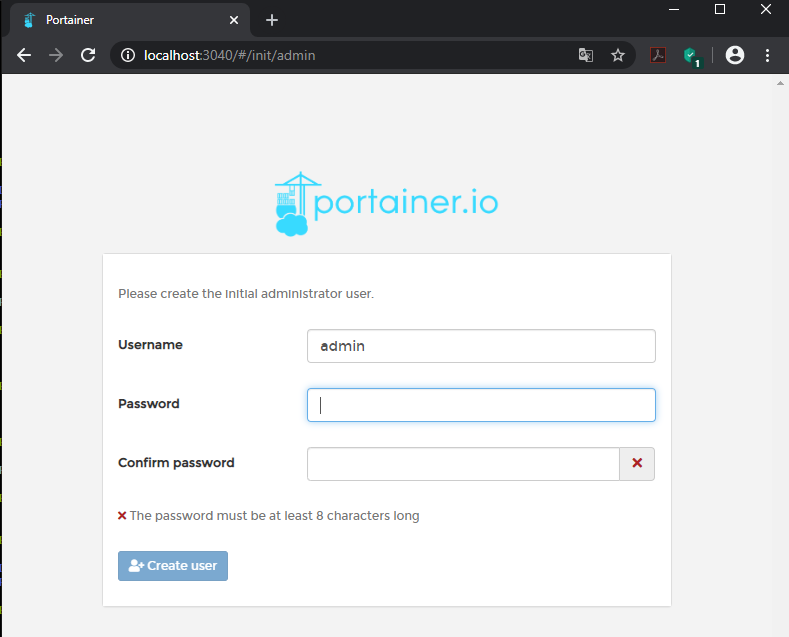 Portainer
localhost:3040/#/init/admin
1
portainer.io
Please create the initial administrator user.
Username
admin
Password
Confirm password
The password must be at least 8 characters long
Create user